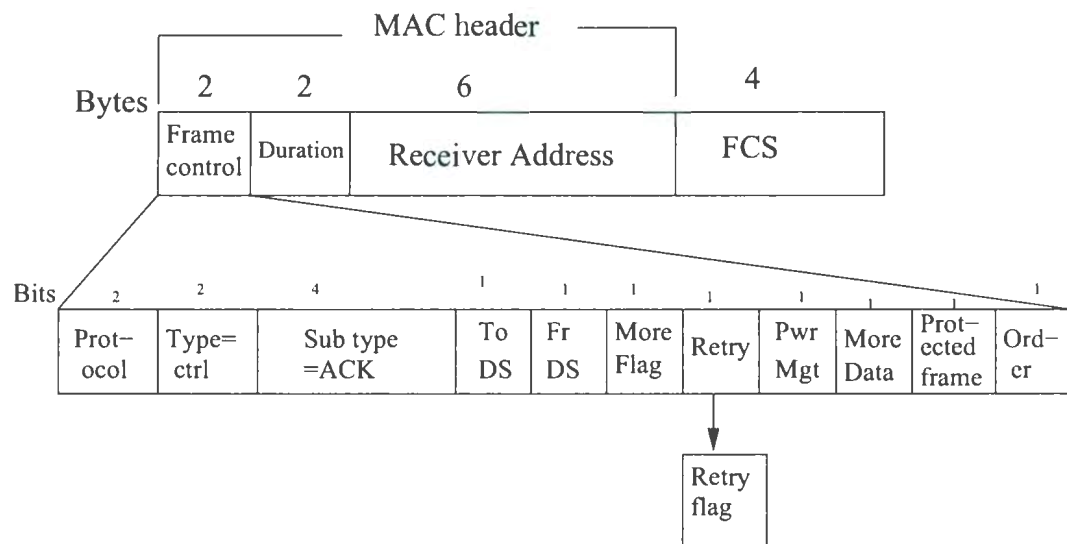 MAC header
2 2 6 4
Bytes
Frame
control
Duration
Receiver Address
FCS
Bits
2 2 4 1 1 1 1 1 1 1 1
Prot-
ocol
Type=
ctrl
Sub type
=ACK
To
DS
Fr
DS
More
Flag
Retry
Pwr
Mgt
More
Data
Prot-
ected
frame
Ord-
er
Retry
flag